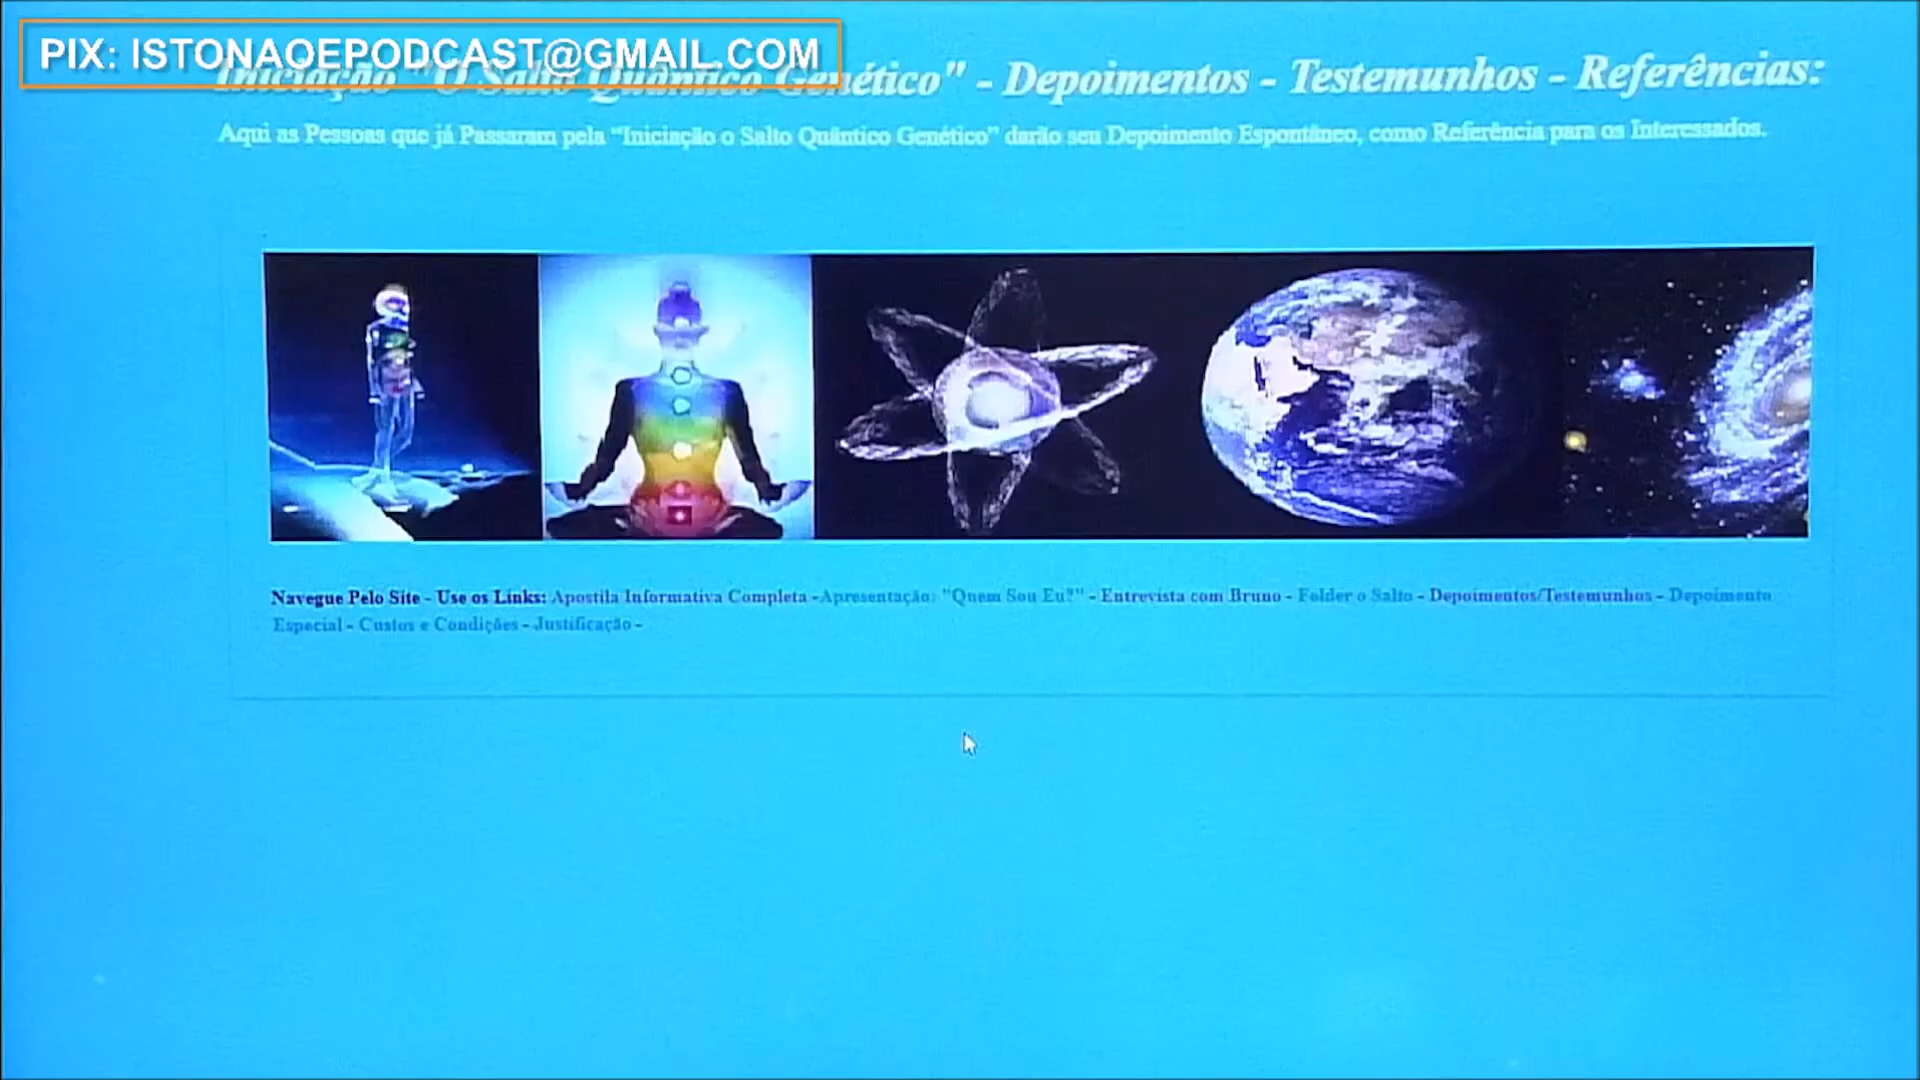 PIX: ISTONAOEPODCAST@GMAIL.COM
Iniciação "O Salto Quântico Genético" - Depoimentos - Testemunhos - Referências:
Aqui as Pessoas que já Passaram pela “Iniciação o Salto Quântico Genético” darão seu Depoimento Espontâneo, como Referência para os Interessados.
Navegue Pelo Site - Use os Links: Apostila Informativa Completa -Apresentação: "Quem Sou Eu?" - Entrevista com Bruno - Folder o Salto - Depoimentos/Testemunhos - Depoimento
Especial - Custos e Condições - Justificação -